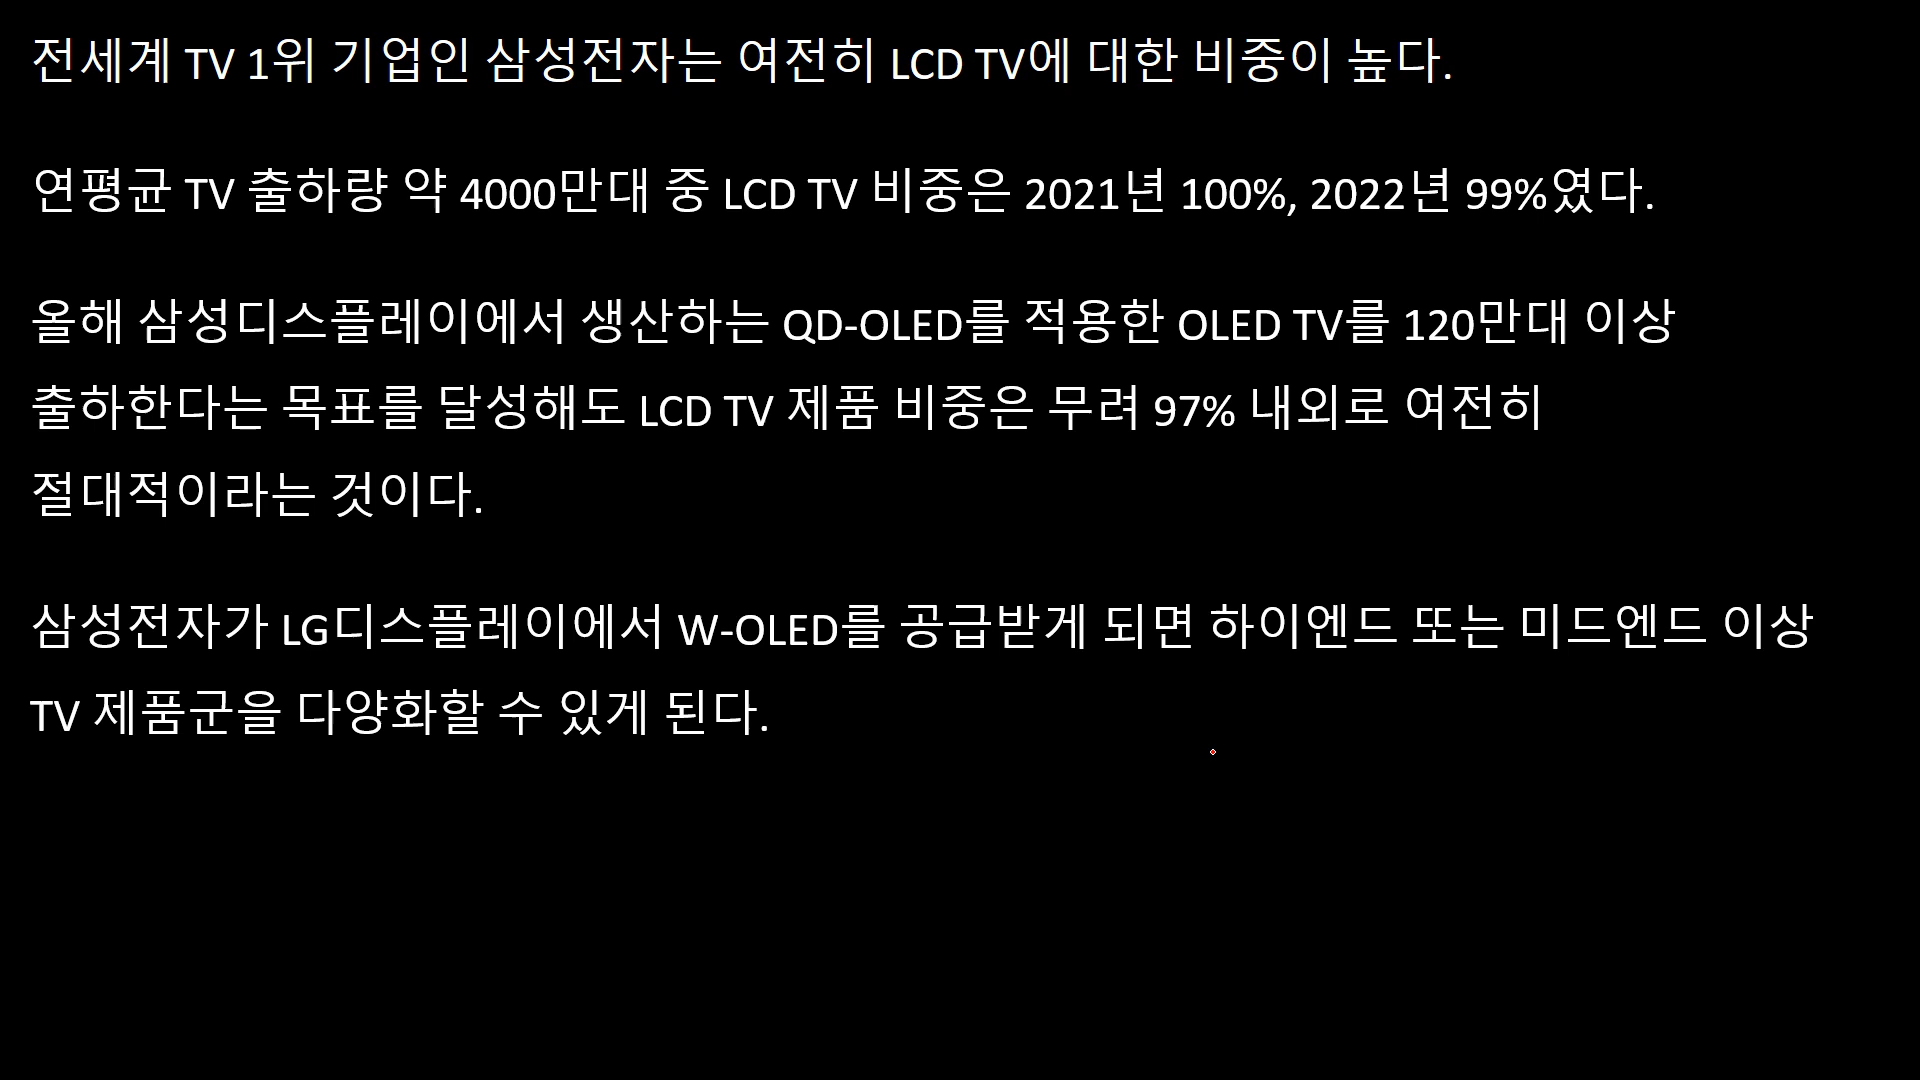 전세계 TV 1위 기업인 삼성전자는 여전히 LCD TV에 대한 비중이 높다.
연평균 TV 출하량 약 4000만대 중 LCD TV 비중은 2021년 100%, 2022년 99%였다.
올해 삼성디스플레이에서 생산하는 QD-OLED를 적용한 OLED TV를 120만대 이상
출하한다는 목표를 달성해도 LCD TV 제품 비중은 무려 97% 내외로 여전히
절대적이라는 것이다.
삼성전자가 LG디스플레이에서 W-OLED를 공급받게 되면 하이엔드 또는 미드엔드 이상
TV 제품군을 다양화할 수 있게 된다.